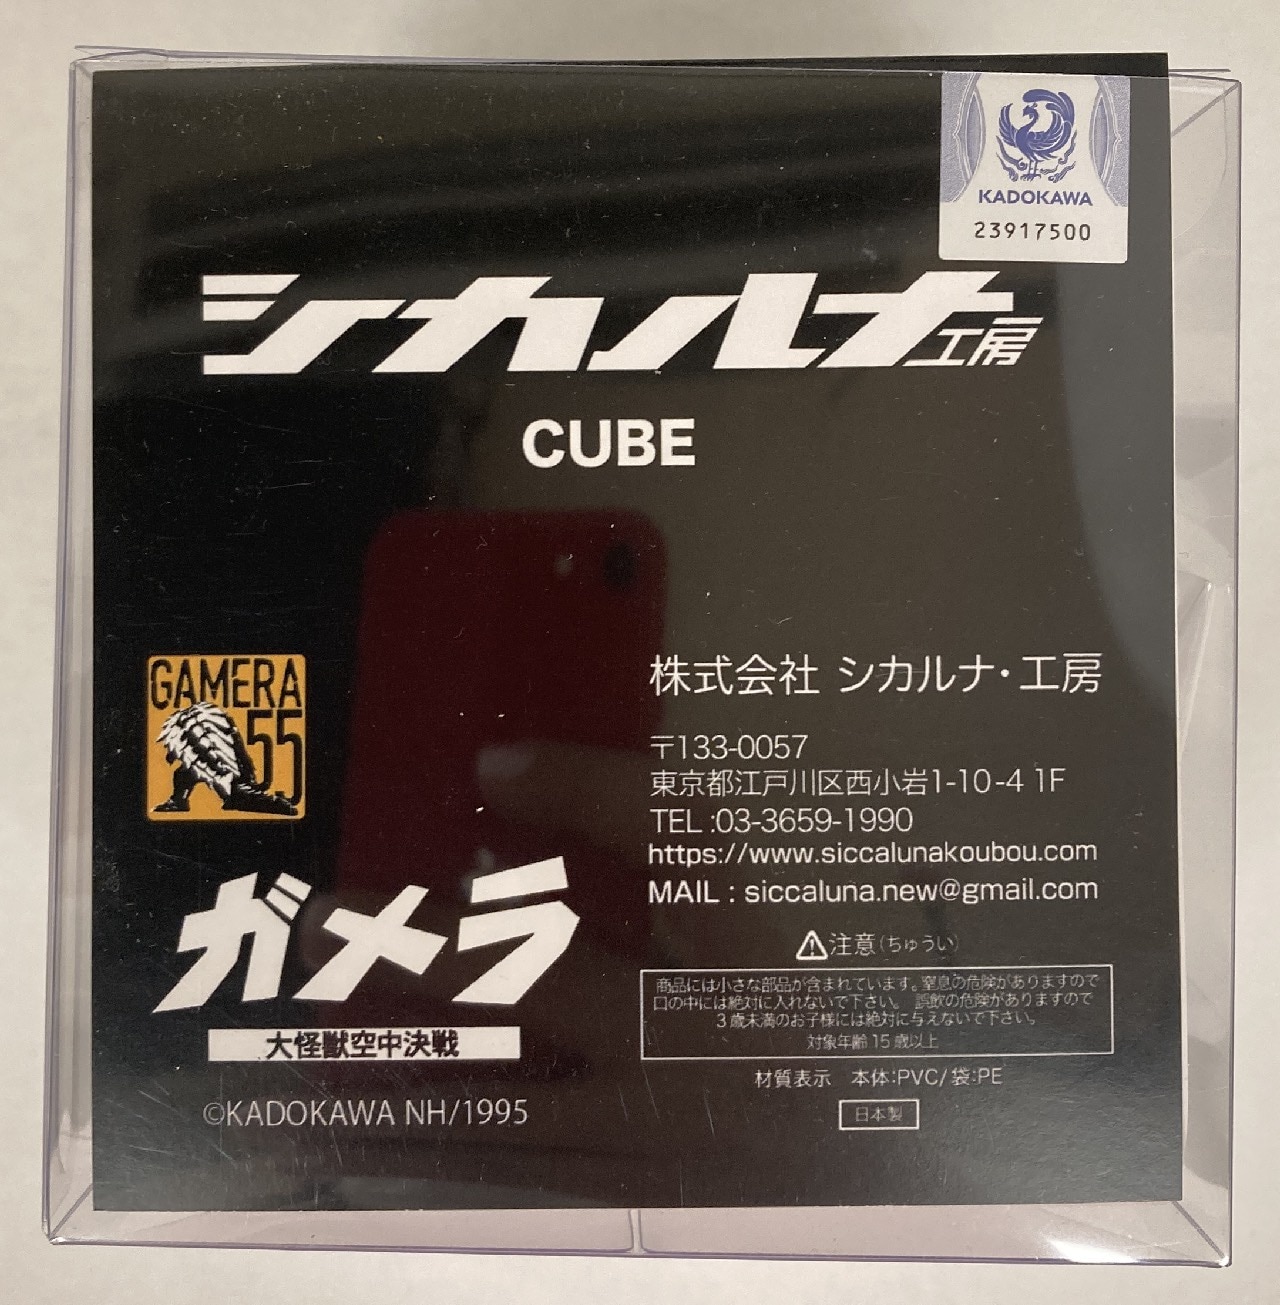 KADOKAWA
23917500
シカルナ工房
CUBE
GAMERA
55
株式会社 シカルナ・工房
〒133-0057
東京都江戸川区西小岩1-10-4 1F
TEL :03-3659-1990
https://www.siccalunakoubou.com
MAIL : siccaluna.new@gmail.com
ガメラ
大怪獣空中決戦
©KADOKAWA NH/1995
⚠注意(ちゅうい)
商品には小さな部品が含まれています。窒息の危険がありますので
口の中には絶対に入れないで下さい。 誤飲の危険がありますので
3歳未満のお子様には絶対に与えないで下さい。
対象年齢15歳以上
材質表示 本体:PVC/袋:PE
日本製